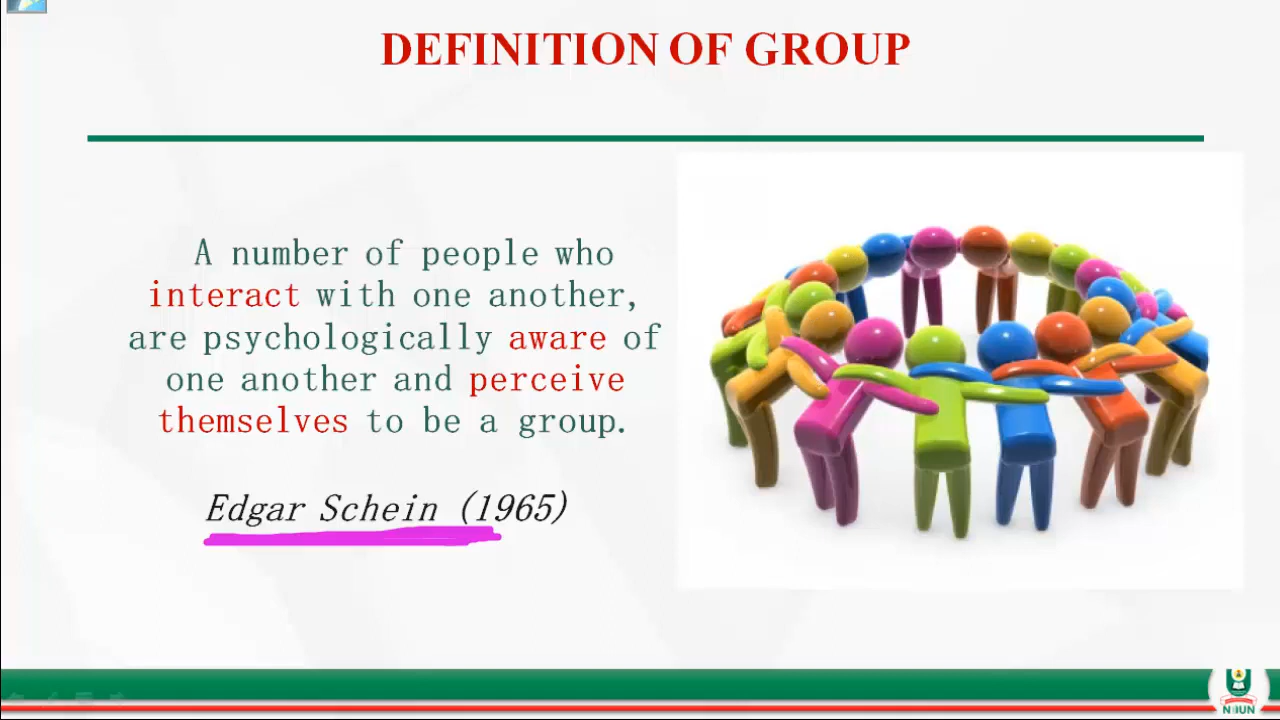 DEFINITION OF GROUP
A number of people who
interact with one another,
are psychologically aware of
one another and perceive
themselves to be a group.
Edgar Schein (1965)
NOUN